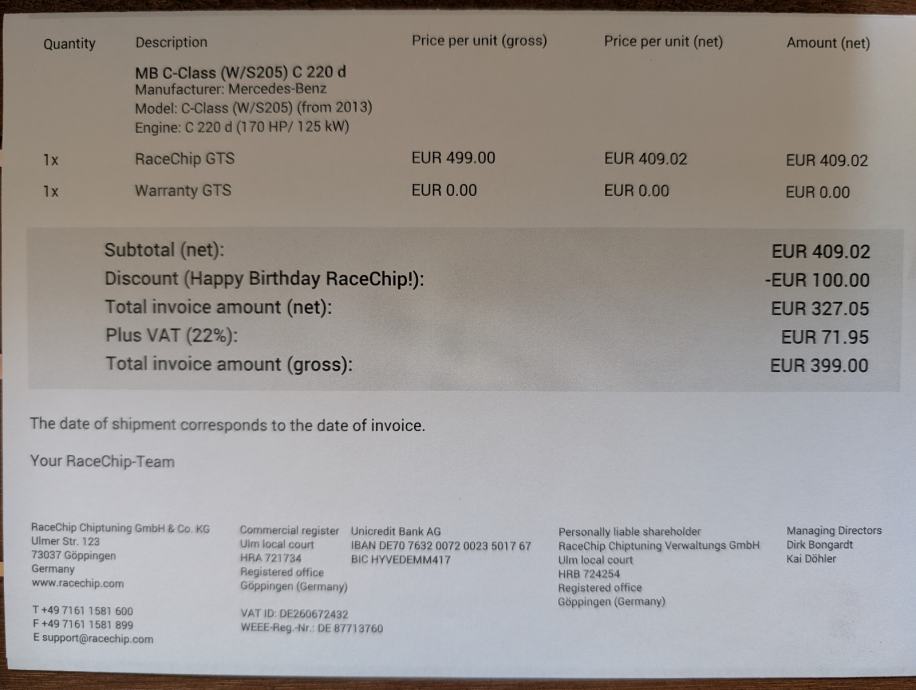 Quantity Description Price per unit (gross) Price per unit (net) Amount (net)
MB C-Class (W/S205) C 220 d
Manufacturer: Mercedes-Benz
Model: C-Class (W/S205) (from 2013)
Engine: C 220 d (170 HP/ 125 kW)
1x RaceChip GTS EUR 499.00 EUR 409.02 EUR 409.02
1x Warranty GTS EUR 0.00 EUR 0.00 EUR 0.00
Subtotal (net): EUR 409.02
Discount (Happy Birthday RaceChip!): -EUR 100.00
Total invoice amount (net): EUR 327.05
Plus VAT (22%): EUR 71.95
Total invoice amount (gross): EUR 399.00
The date of shipment corresponds to the date of invoice.
Your RaceChip-Team
RaceChip Chiptuning GmbH & Co. KG
Ulmer Str. 123
73037 Göppingen
Germany
www.racechip.com
T +49 7161 1581 600
F +49 7161 1581 899
E support@racechip.com
Commercial register
Ulm local court
HRA 721734
Registered office
Göppingen (Germany)
VAT ID: DE260672432
WEEE-Reg.-Nr.: DE 87713760
Unicredit Bank AG
IBAN DE70 7632 0072 0023 5017 67
BIC HYVEDEMM417
Personally liable shareholder
RaceChip Chiptuning Verwaltungs GmbH
Ulm local court
HRB 724254
Registered office
Göppingen (Germany)
Managing Directors
Dirk Bongardt
Kai Döhler